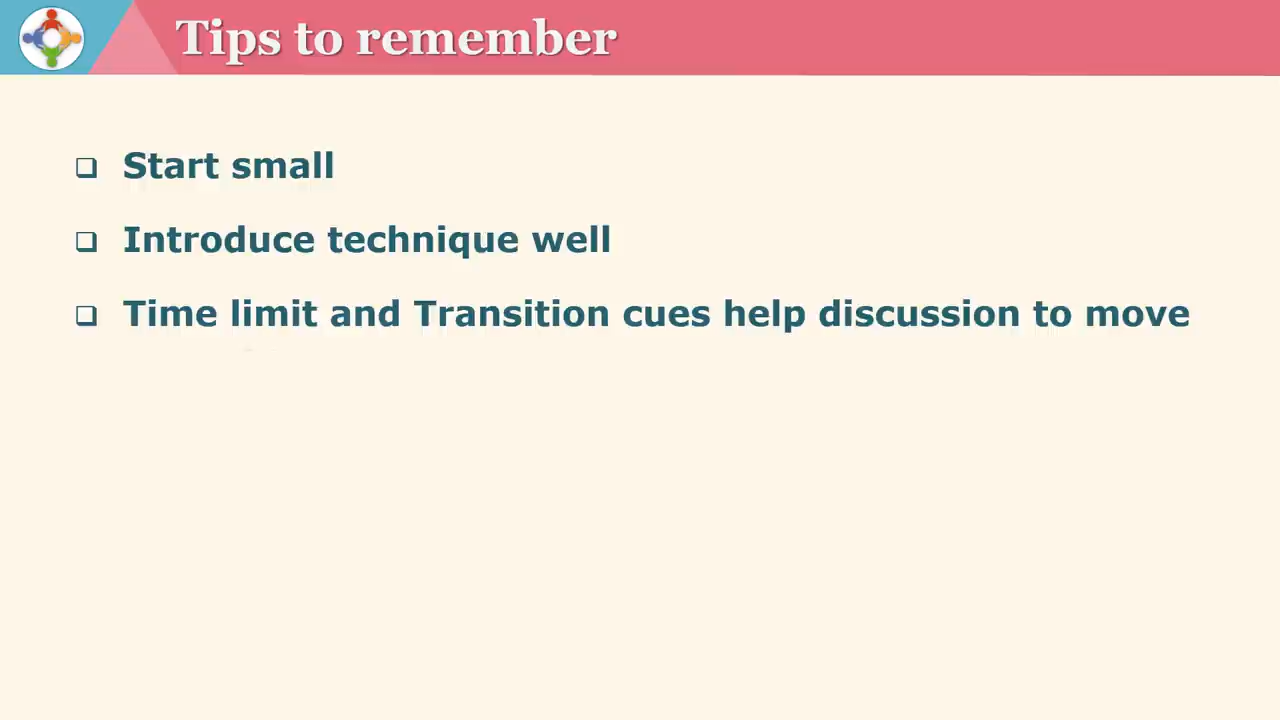 Tips to remember
Start small
Introduce technique well
Time limit and Transition cues help discussion to move